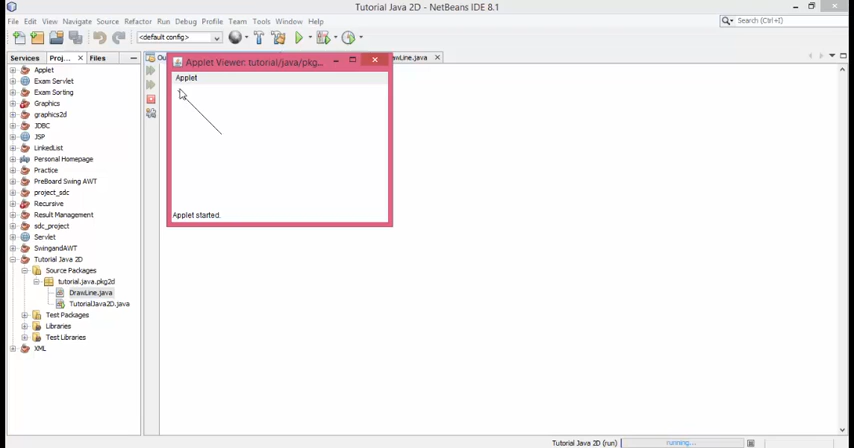 Tutorial Java 2D - NetBeans IDE 8.1
File Edit View Navigate Source Refactor Run Debug Profile Team Tools Window Help
Search (Ctrl+I)
<default config>
Services Proj... Files
Applet Viewer: tutorial/java/pkg...
Applet
Applet started.
Applet
Exam Servlet
Exam Sorting
Graphics
graphics2d
JDBC
JSP
LinkedList
Personal Homepage
Practice
PreBoard Swing AWT
project_sdc
Recursive
Result Management
sdc_project
Servlet
SwingandAWT
Tutorial Java 2D
Source Packages
tutorial.java.pkg2d
DrawLine.java
TutorialJava2D.java
Test Packages
Libraries
Test Libraries
XML
Tutorial Java 2D (run) running...